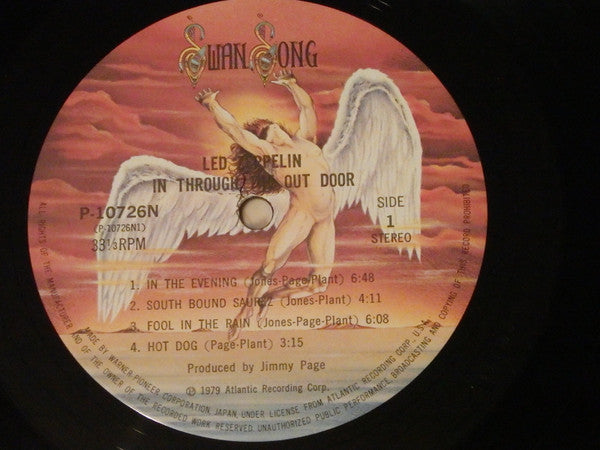 SWAN SONG
LED ZEPPELIN
IN THROUGH THE OUT DOOR
P-10726N
(P-10726N1)
33⅓RPM
SIDE
1
STEREO
1. IN THE EVENING (Jones-Page-Plant) 6:48
2. SOUTH BOUND SAUREZ (Jones-Plant) 4:11
3. FOOL IN THE RAIN (Jones-Page-Plant) 6:08
4. HOT DOG (Page-Plant) 3:15
Produced by Jimmy Page
℗ 1979 Atlantic Recording Corp.
MADE BY WARNER-PIONEER CORPORATION, JAPAN, UNDER LICENSE FROM ATLANTIC RECORDING CORP. U.S.A.
ALL RIGHTS OF THE MANUFACTURER AND OF THE OWNER OF THE RECORDED WORK RESERVED. UNAUTHORIZED PUBLIC PERFORMANCE, BROADCASTING AND COPYING OF THIS RECORD PROHIBITED